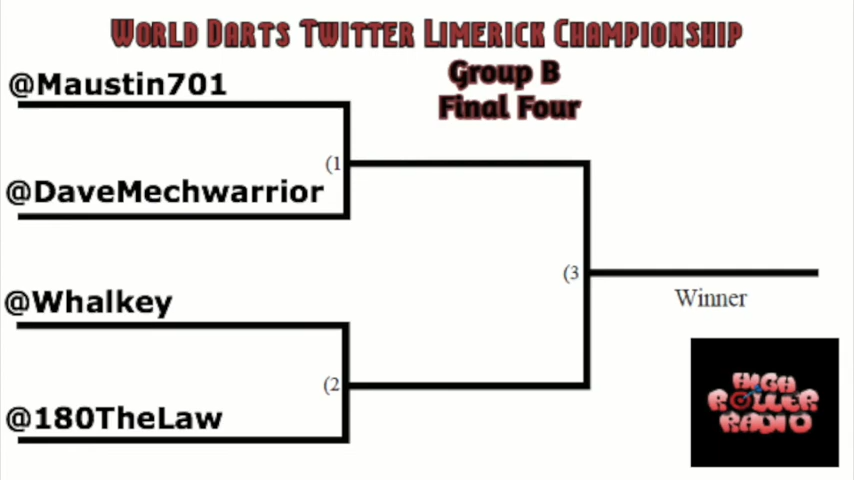 World Darts Twitter Limerick Championship
Group B
Final Four
@Maustin701
(1
@DaveMechwarrior
@Whalkey
(2
@180TheLaw
(3
Winner
HIGH
ROLLER
RADIO